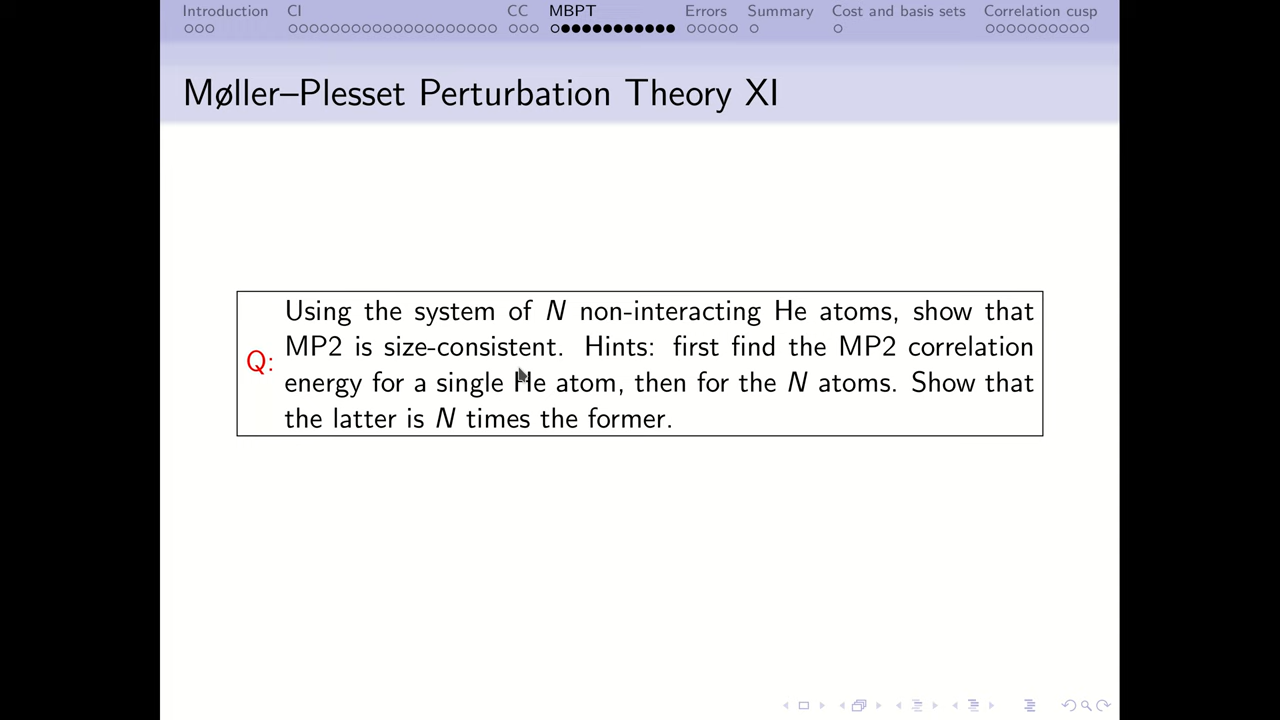 Introduction CI CC MBPT Errors Summary Cost and basis sets Correlation cusp
Møller–Plesset Perturbation Theory XI
Using the system of N non-interacting He atoms, show that
MP2 is size-consistent. Hints: first find the MP2 correlation
Q:
energy for a single He atom, then for the N atoms. Show that
the latter is N times the former.